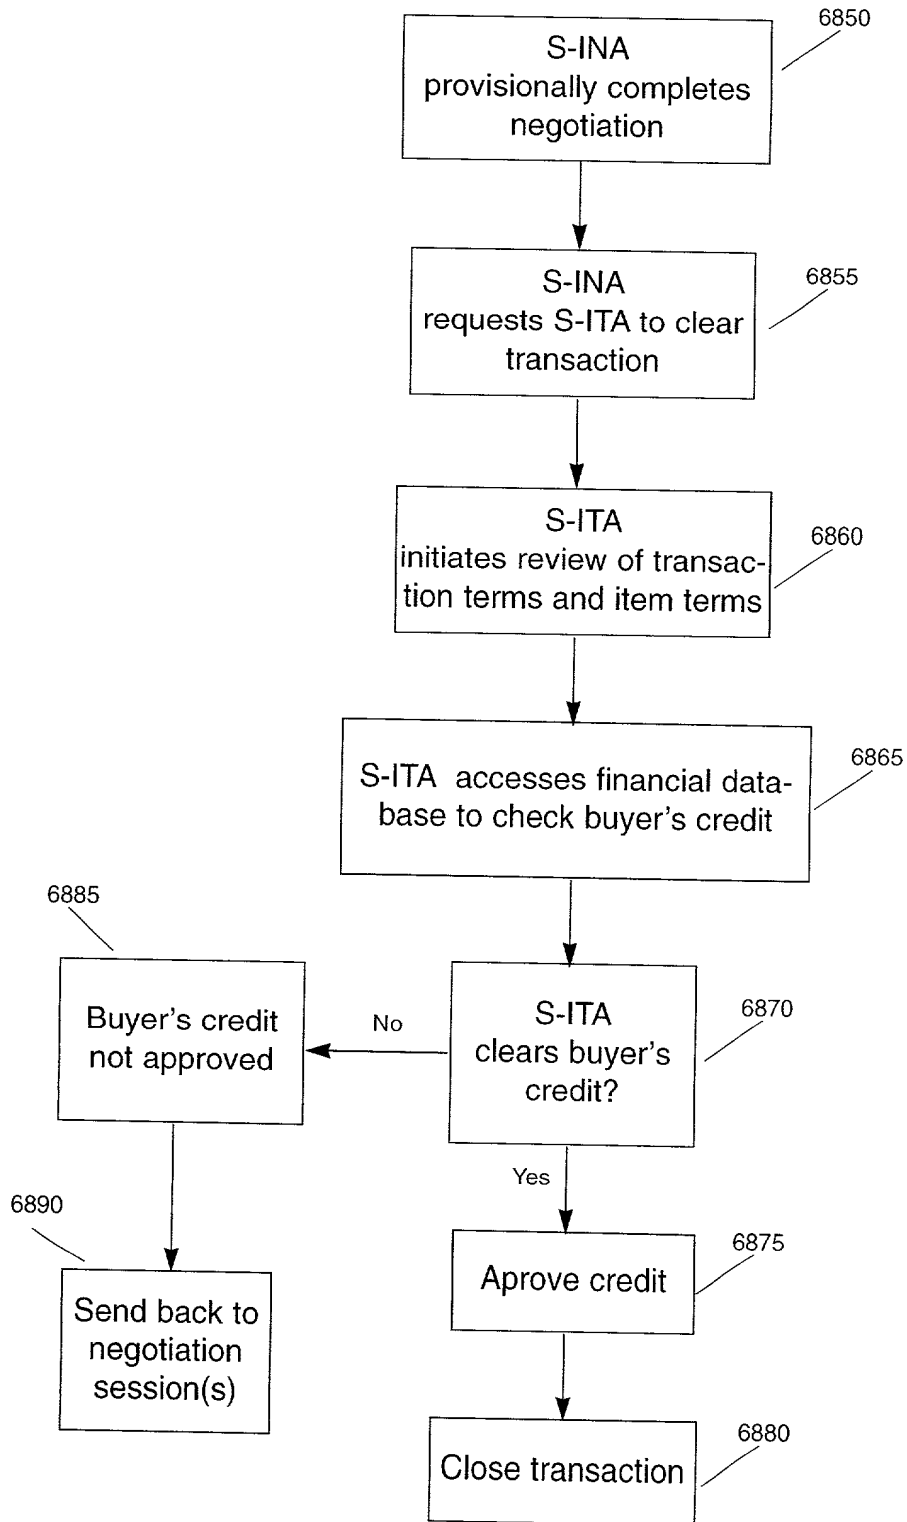 6850
S-INA
provisionally completes
negotiation
6855
S-INA
requests S-ITA to clear
transaction
6860
S-ITA
initiates review of transac-
tion terms and item terms
6865
S-ITA accesses financial data-
base to check buyer's credit
6885
Buyer's credit
not approved
No
6870
S-ITA
clears buyer's
credit?
Yes
6890
Send back to
negotiation
session(s)
6875
Aprove credit
6880
Close transaction